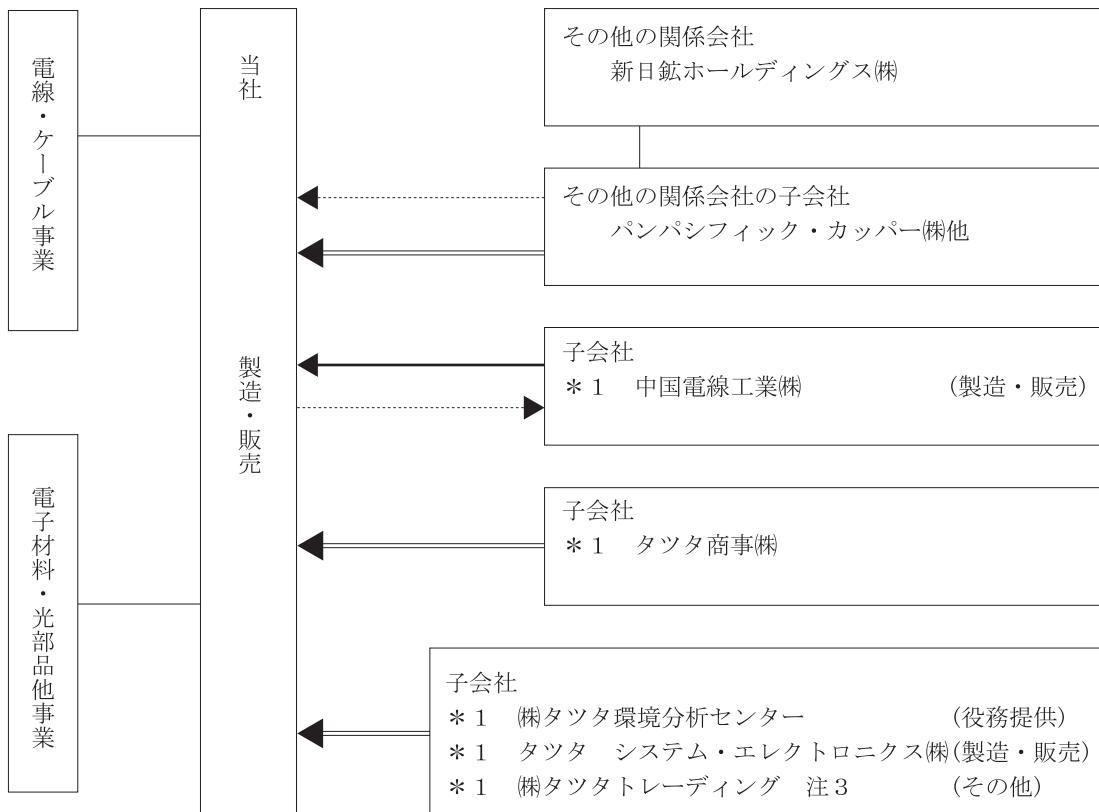 電線・ケーブル事業
電子材料・光部品他事業
当社
製造・販売
その他の関係会社
新日鉱ホールディングス㈱
その他の関係会社の子会社
パンパシフィック・カッパー㈱他
子会社
＊1　中国電線工業㈱　（製造・販売）
子会社
＊1　タツタ商事㈱
子会社
＊1　㈱タツタ環境分析センター　（役務提供）
＊1　タツタ　システム・エレクトロニクス㈱（製造・販売）
＊1　㈱タツタトレーディング　注3　（その他）